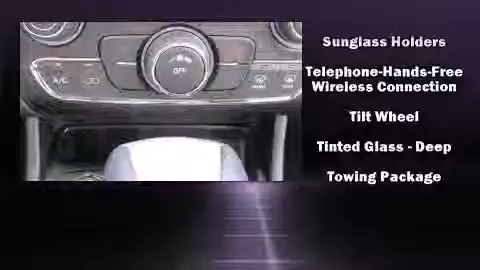 Sunglass Holders
Telephone-Hands-Free
Wireless Connection
Tilt Wheel
Tinted Glass - Deep
Towing Package
A/C
OFF